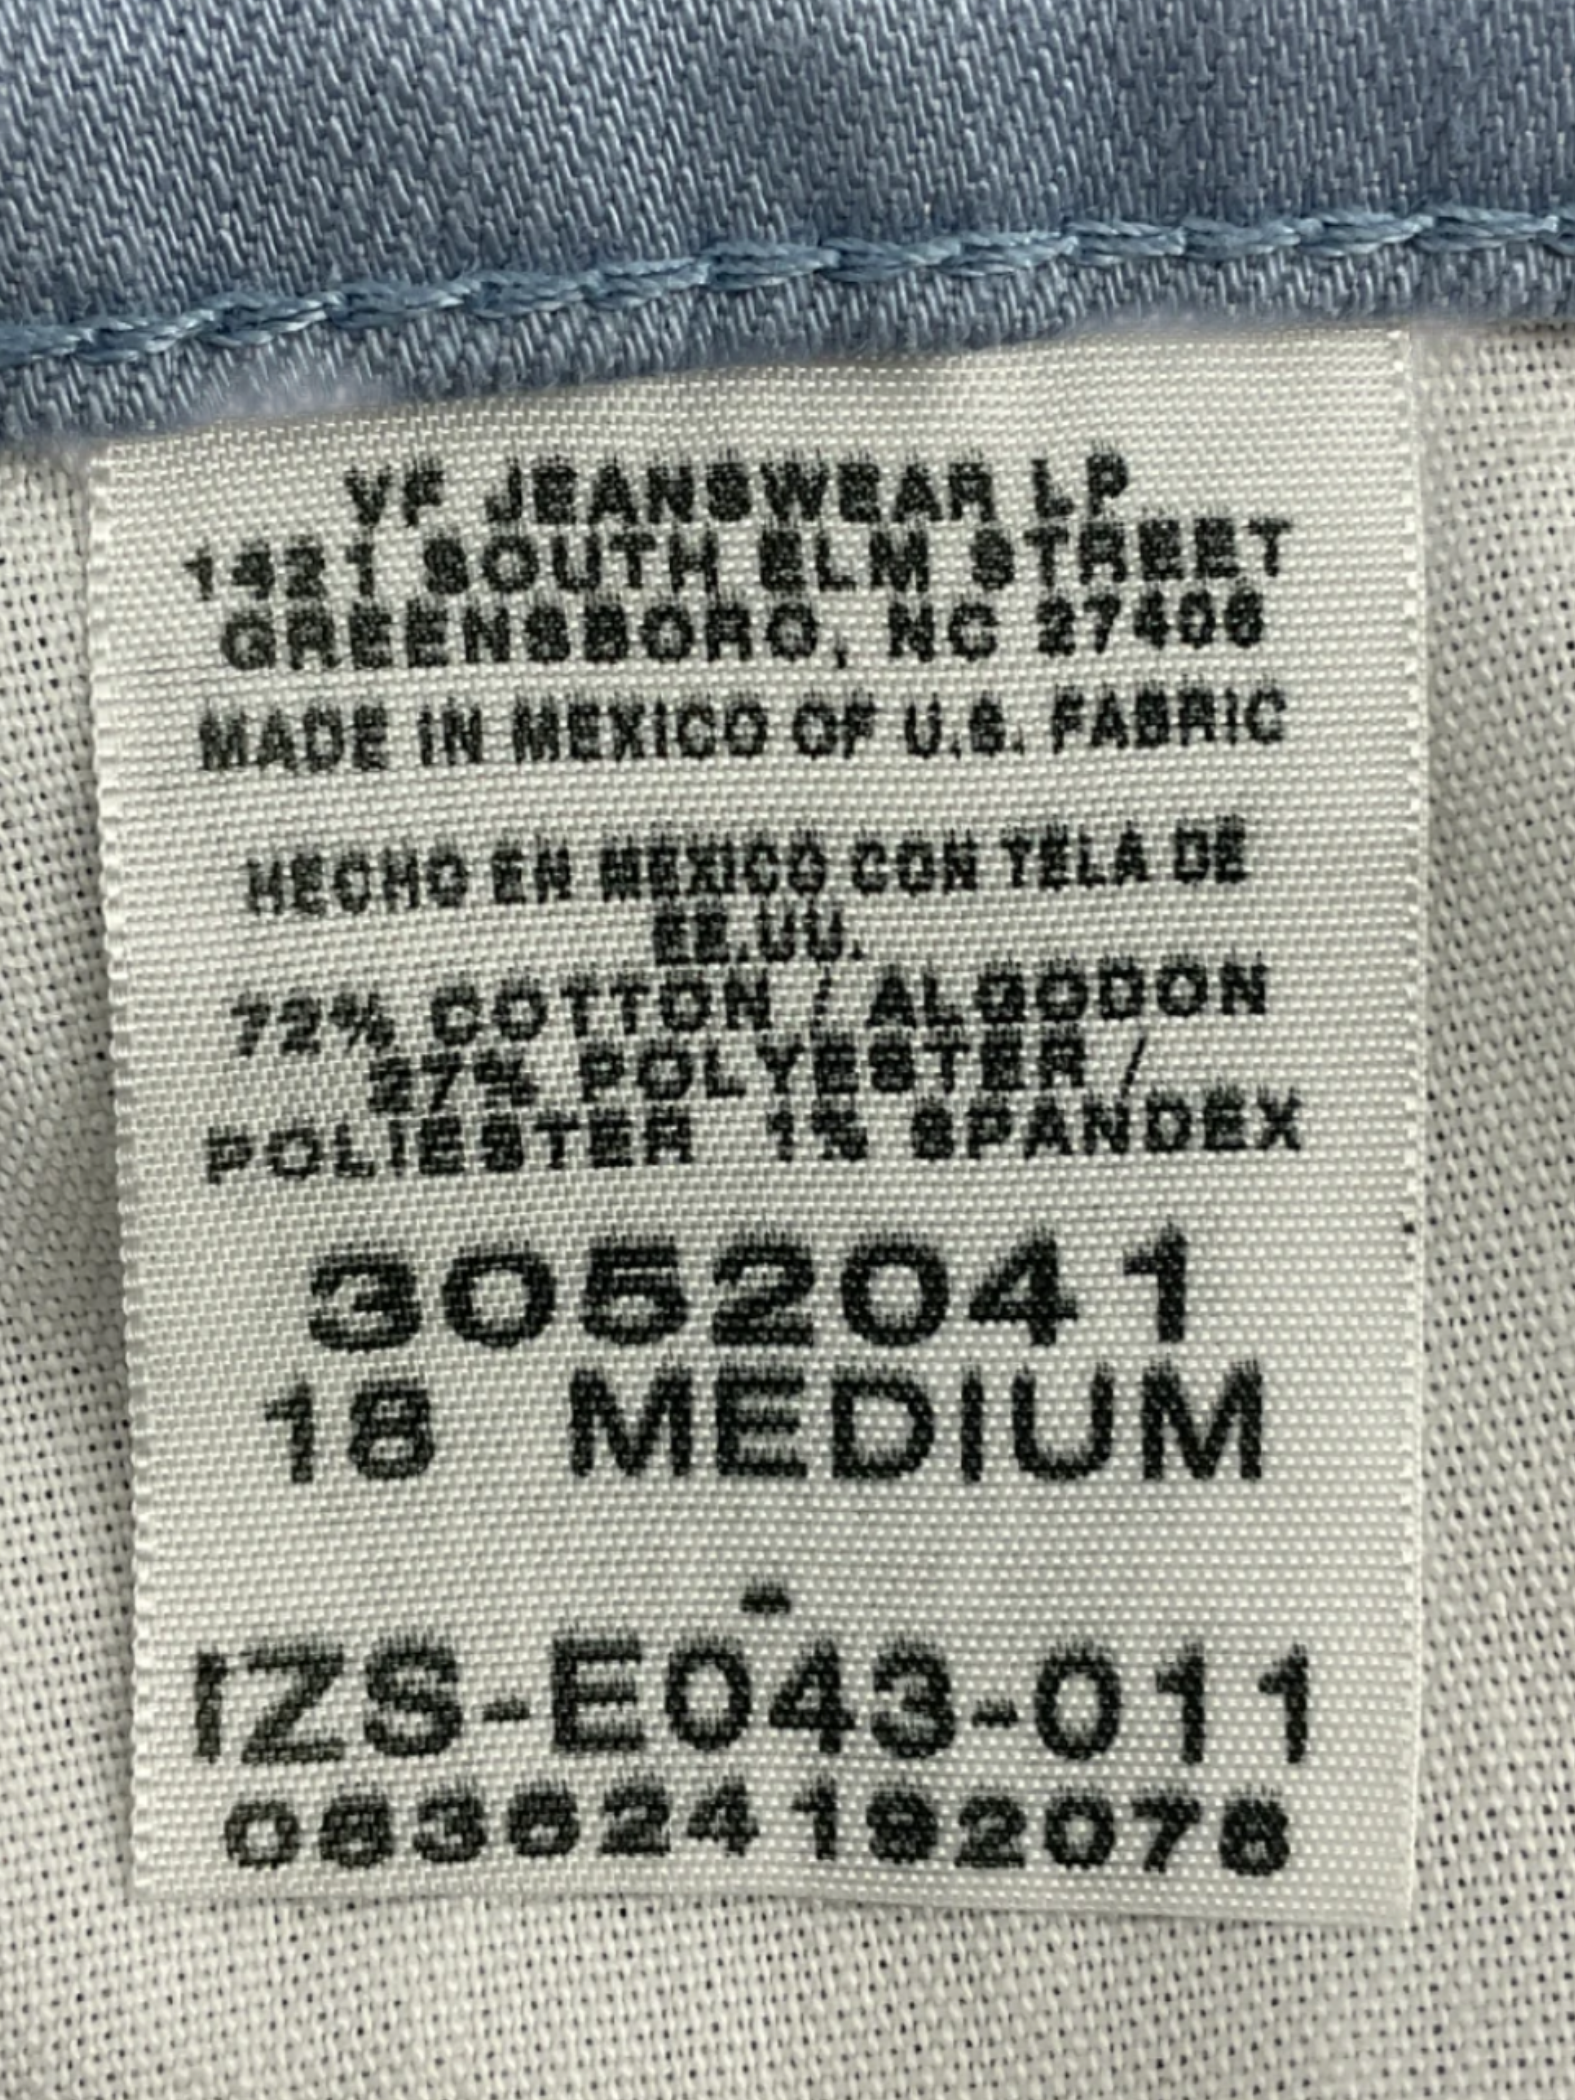 VF JEANSWEAR LP
1421 SOUTH ELM STREET
GREENSBORO, NC 27406
MADE IN MEXICO OF U.S. FABRIC
HECHO EN MEXICO CON TELA DE
EE.UU.
72% COTTON / ALGODON
27% POLYESTER /
POLIESTER 1% SPANDEX
3052041
18 MEDIUM
-
IZS-E043-011